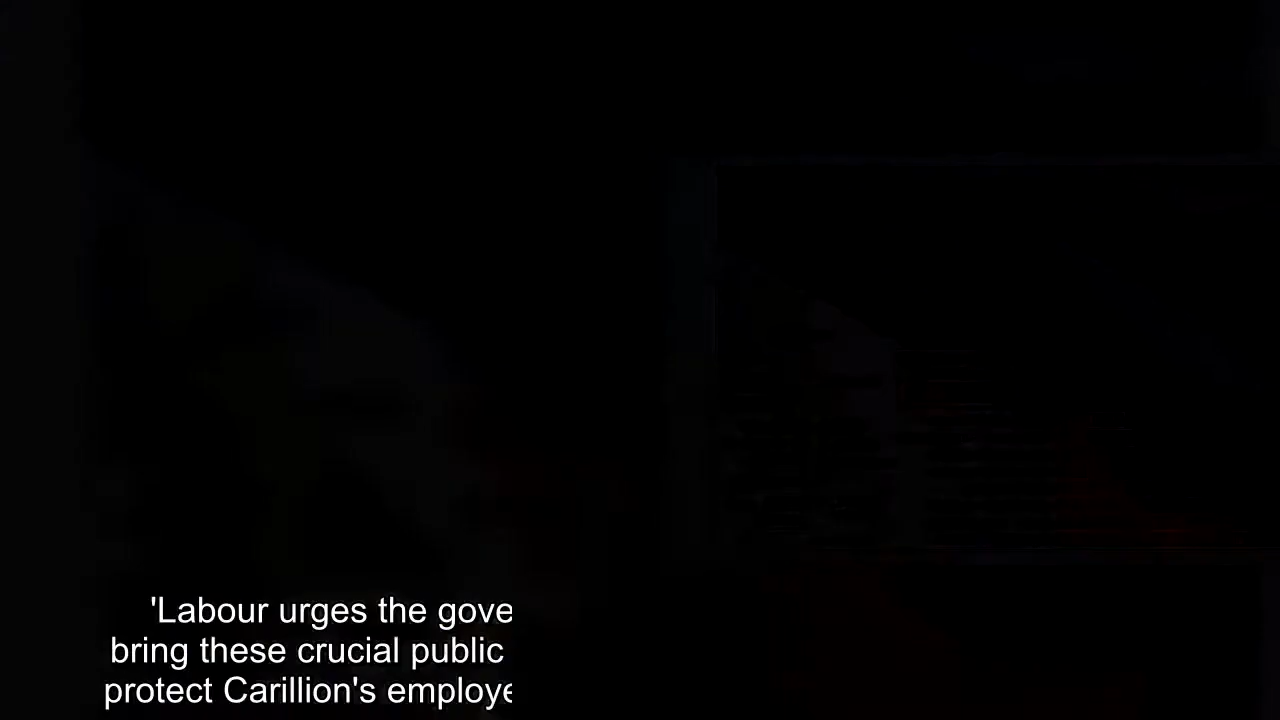 'Labour urges the gove
bring these crucial public
protect Carillion's employe